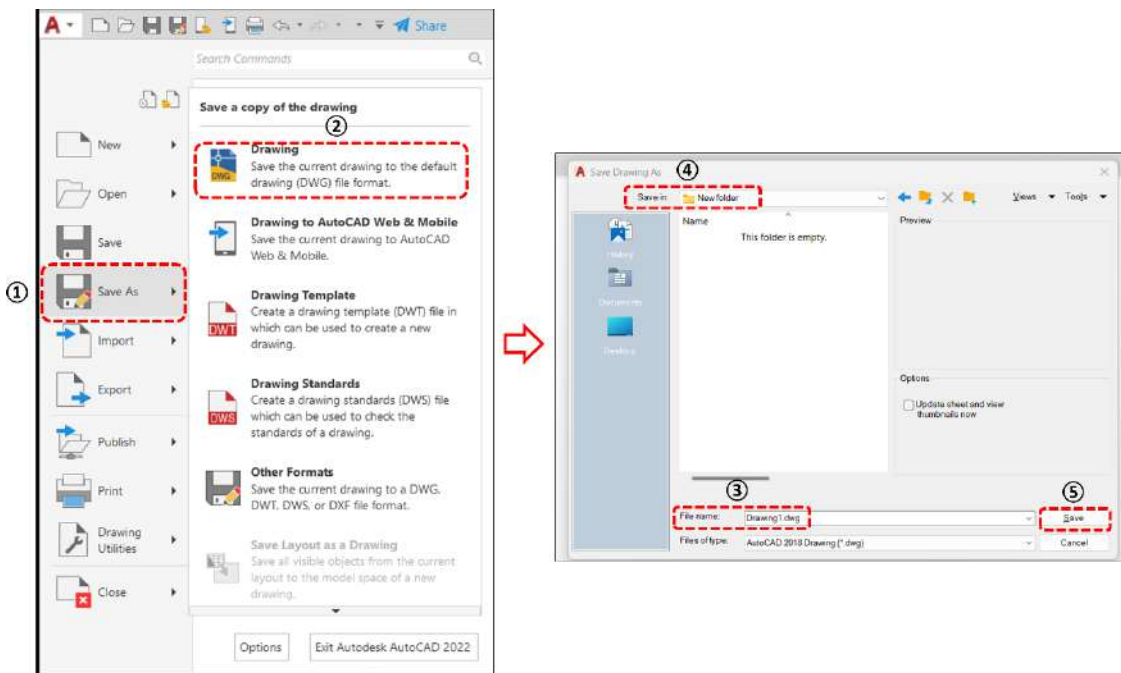 A
Share
Search Commands
Save a copy of the drawing
②
New
Drawing
Save the current drawing to the default
drawing (DWG) file format.
DWG
Open
Drawing to AutoCAD Web & Mobile
Save the current drawing to AutoCAD
Web & Mobile.
Save
①
Save As
Drawing Template
Create a drawing template (DWT) file in
which can be used to create a new
drawing.
DWT
Import
Export
Drawing Standards
Create a drawing standards (DWS) file
which can be used to check the
standards of a drawing.
DWS
Publish
Other Formats
Save the current drawing to a DWG,
DWT, DWS, or DXF file format.
Print
Drawing
Utilities
Save Layout as a Drawing
Save all visible objects from the current
layout to the model space of a new
drawing.
Close
Options
Exit Autodesk AutoCAD 2022
A Save Drawing As
④
Save in:
New folder
Views
Tools
Name
This folder is empty.
Preview
History
Documents
Desktop
Options
Update sheet and view
thumbnails now
③
⑤
File name:
Drawing1.dwg
Save
Files of type:
AutoCAD 2018 Drawing (*.dwg)
Cancel